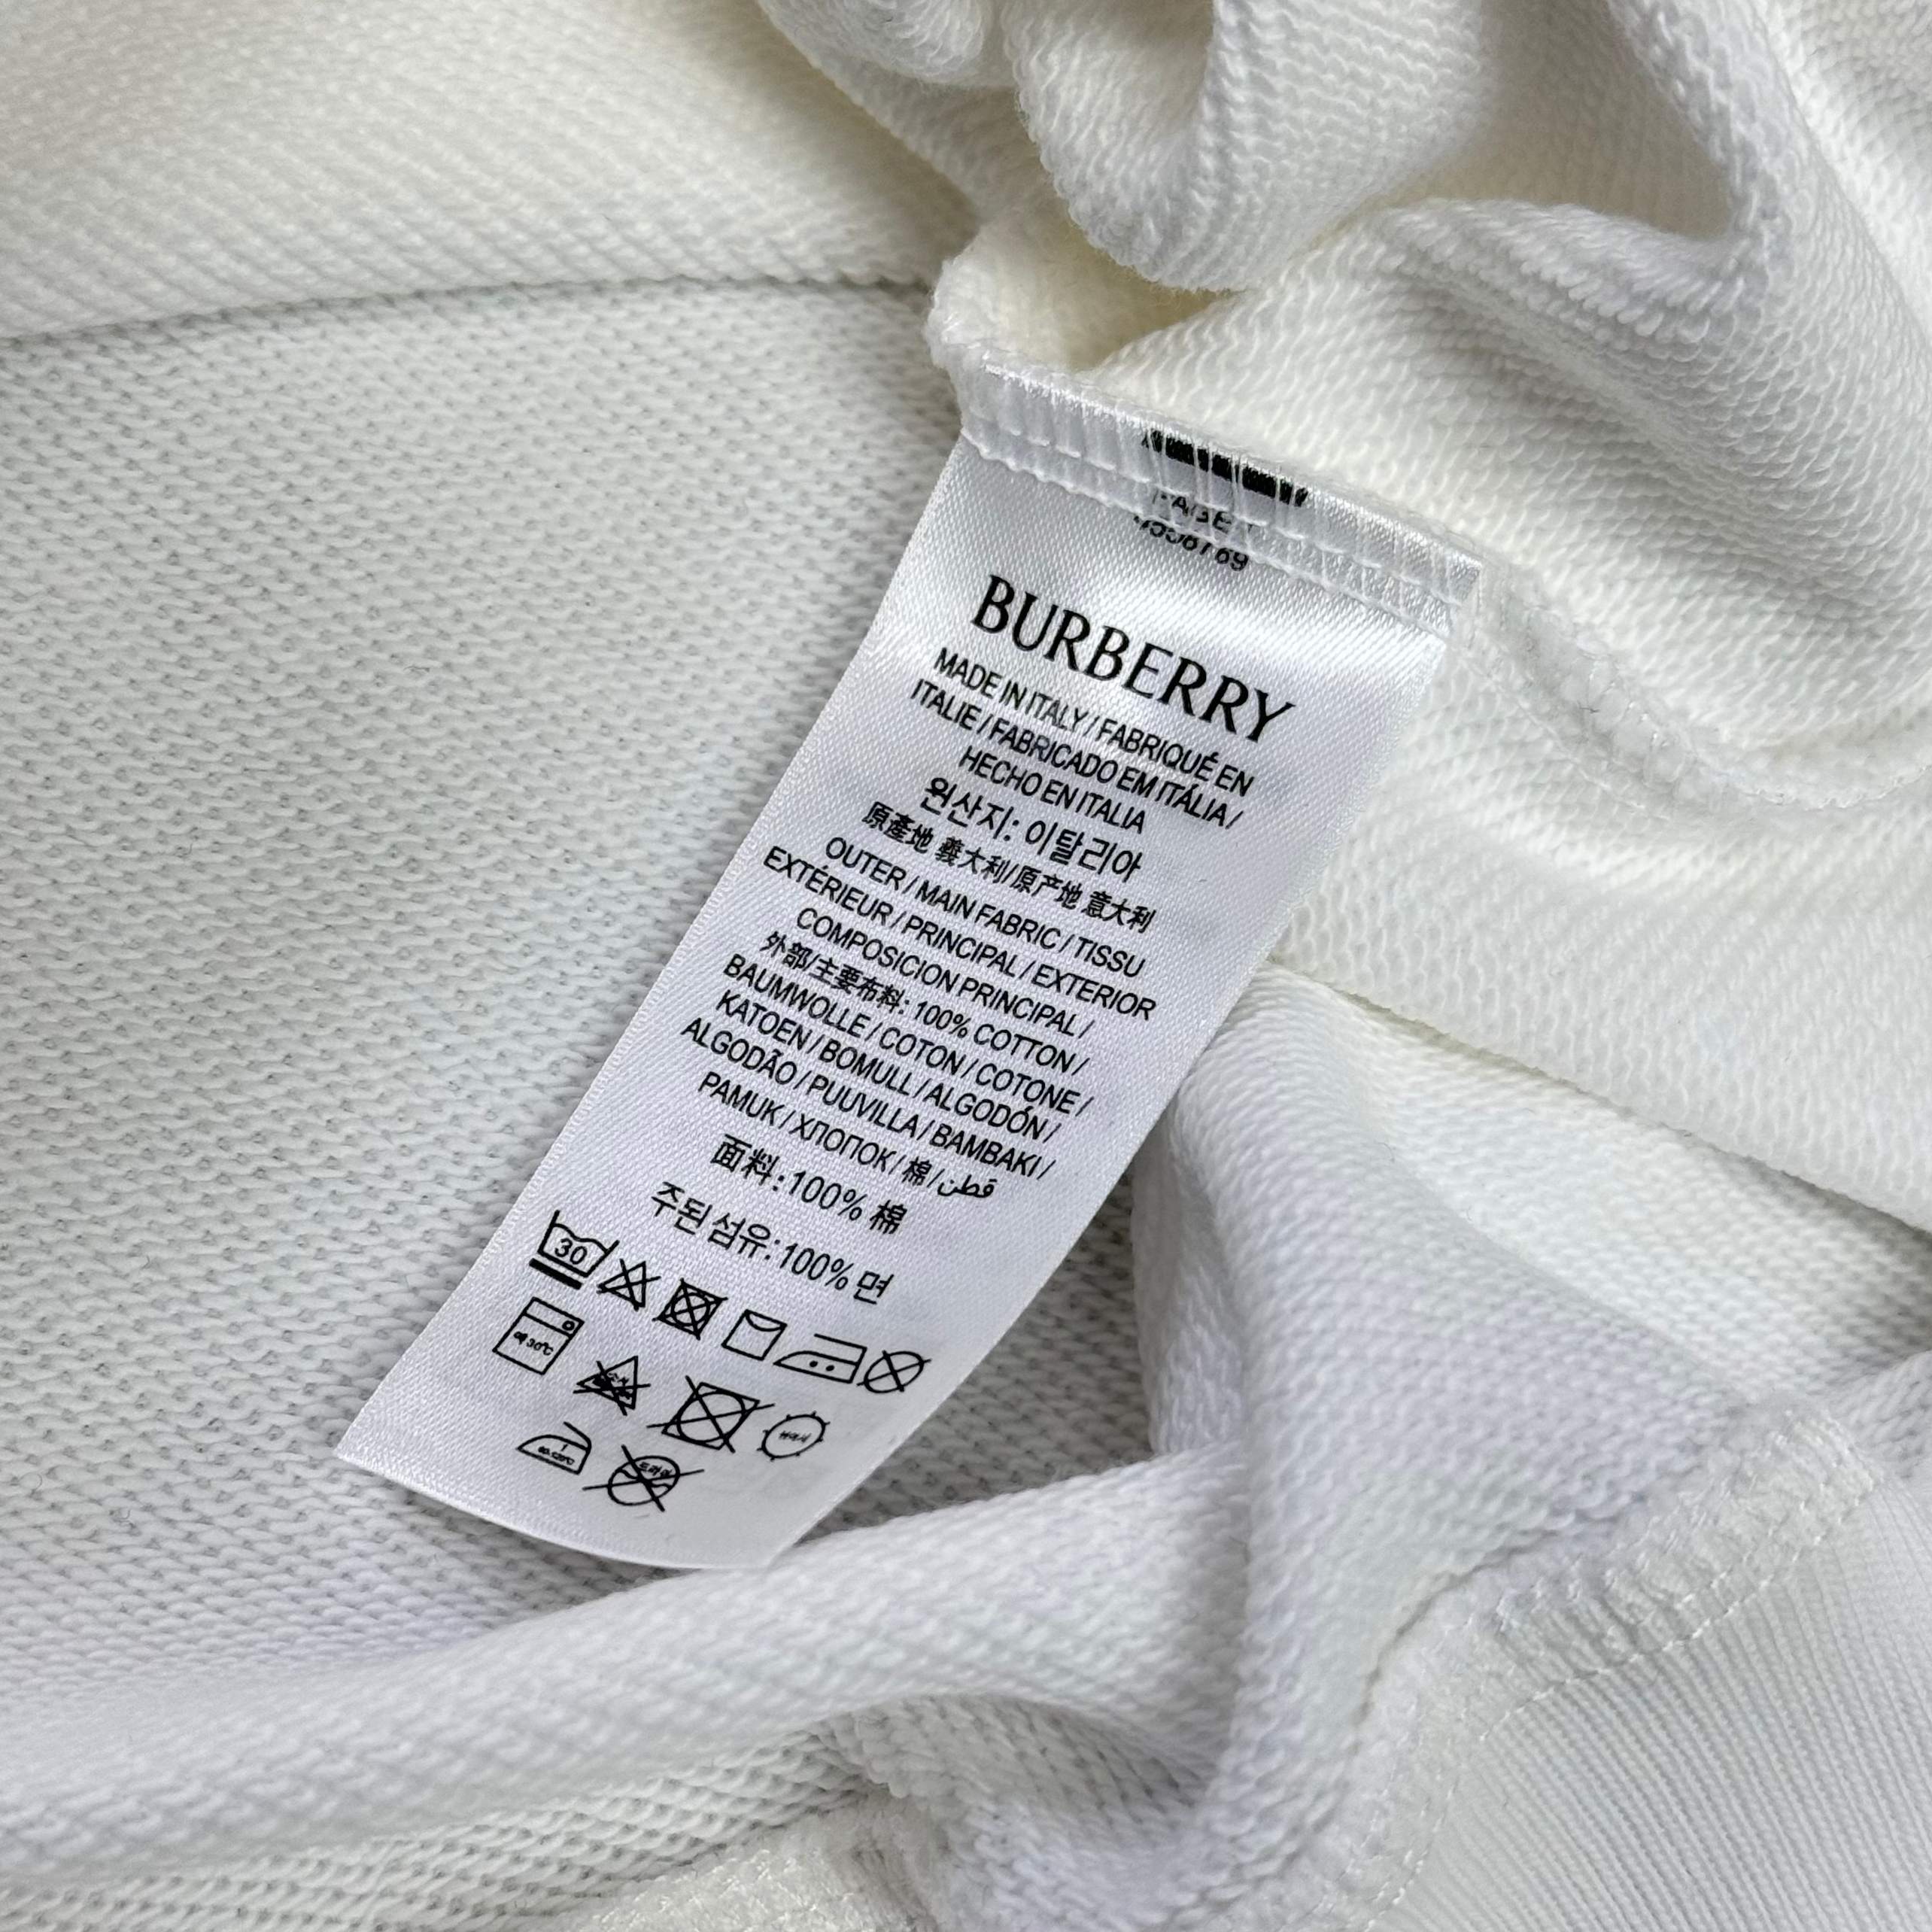 BURBERRY
MADE IN ITALY / FABRIQUÉ EN
ITALIE / FABRICADO EM ITÁLIA /
HECHO EN ITALIA
원산지: 이탈리아
原產地 義大利/原产地 意大利
OUTER / MAIN FABRIC / TISSU
EXTÉRIEUR / PRINCIPAL / EXTERIOR
COMPOSICION PRINCIPAL /
外部/主要布料: 100% COTTON /
BAUMWOLLE / COTON / COTONE /
KATOEN / BOMULL / ALGODÓN /
ALGODÃO / PUUVILLA / BAMBAKI /
PAMUK / ХЛОПОК / 棉 / قطن
面料:100% 棉
주된 섬유:100% 면
30